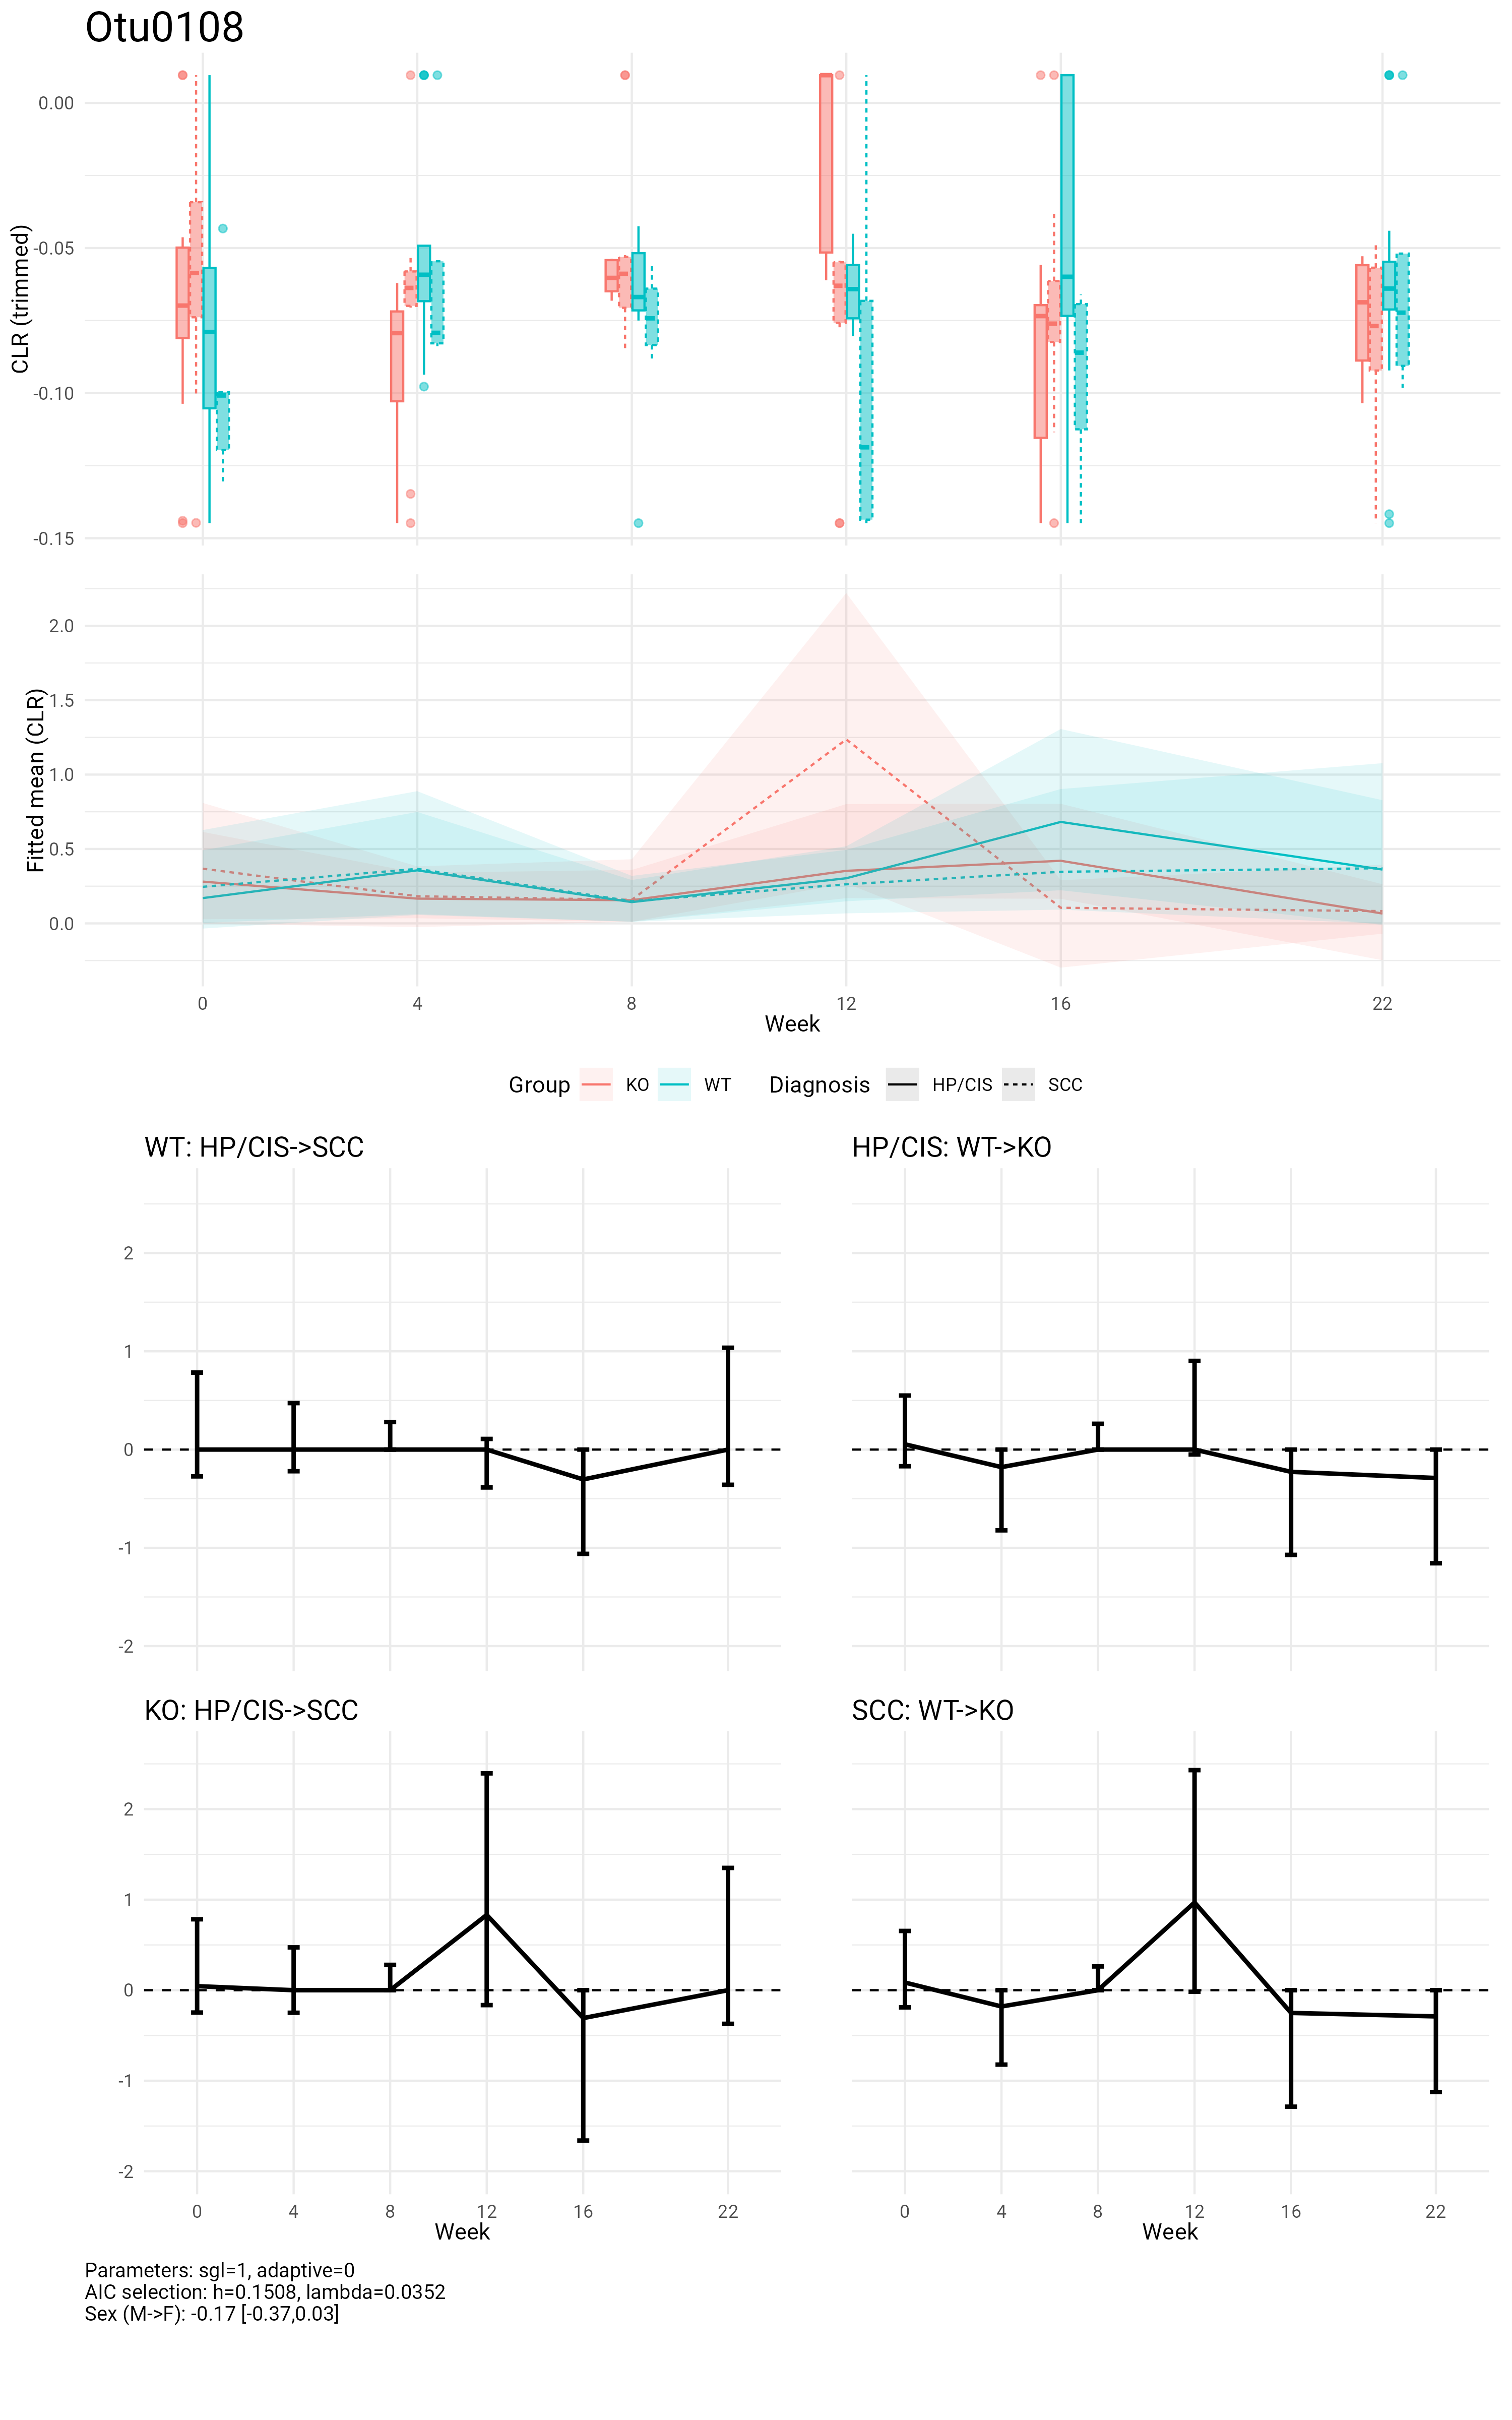 Otu0108
CLR (trimmed)
0.00
-0.05
-0.10
-0.15
Fitted mean (CLR)
2.0
1.5
1.0
0.5
0.0
0 4 8 12 16 22
Week
Group KO WT Diagnosis HP/CIS SCC
WT: HP/CIS->SCC HP/CIS: WT->KO
2
1
0
-1
-2
KO: HP/CIS->SCC SCC: WT->KO
2
1
0
-1
-2
0 4 8 12 16 22 0 4 8 12 16 22
Week Week
Parameters: sgl=1, adaptive=0
AIC selection: h=0.1508, lambda=0.0352
Sex (M->F): -0.17 [-0.37,0.03]